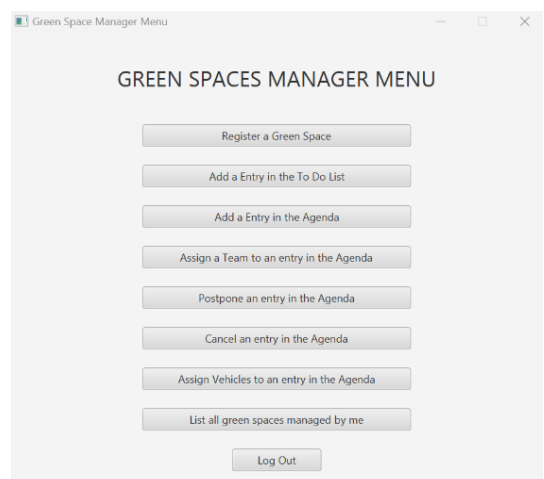 Green Space Manager Menu
GREEN SPACES MANAGER MENU
Register a Green Space
Add a Entry in the To Do List
Add a Entry in the Agenda
Assign a Team to an entry in the Agenda
Postpone an entry in the Agenda
Cancel an entry in the Agenda
Assign Vehicles to an entry in the Agenda
List all green spaces managed by me
Log Out